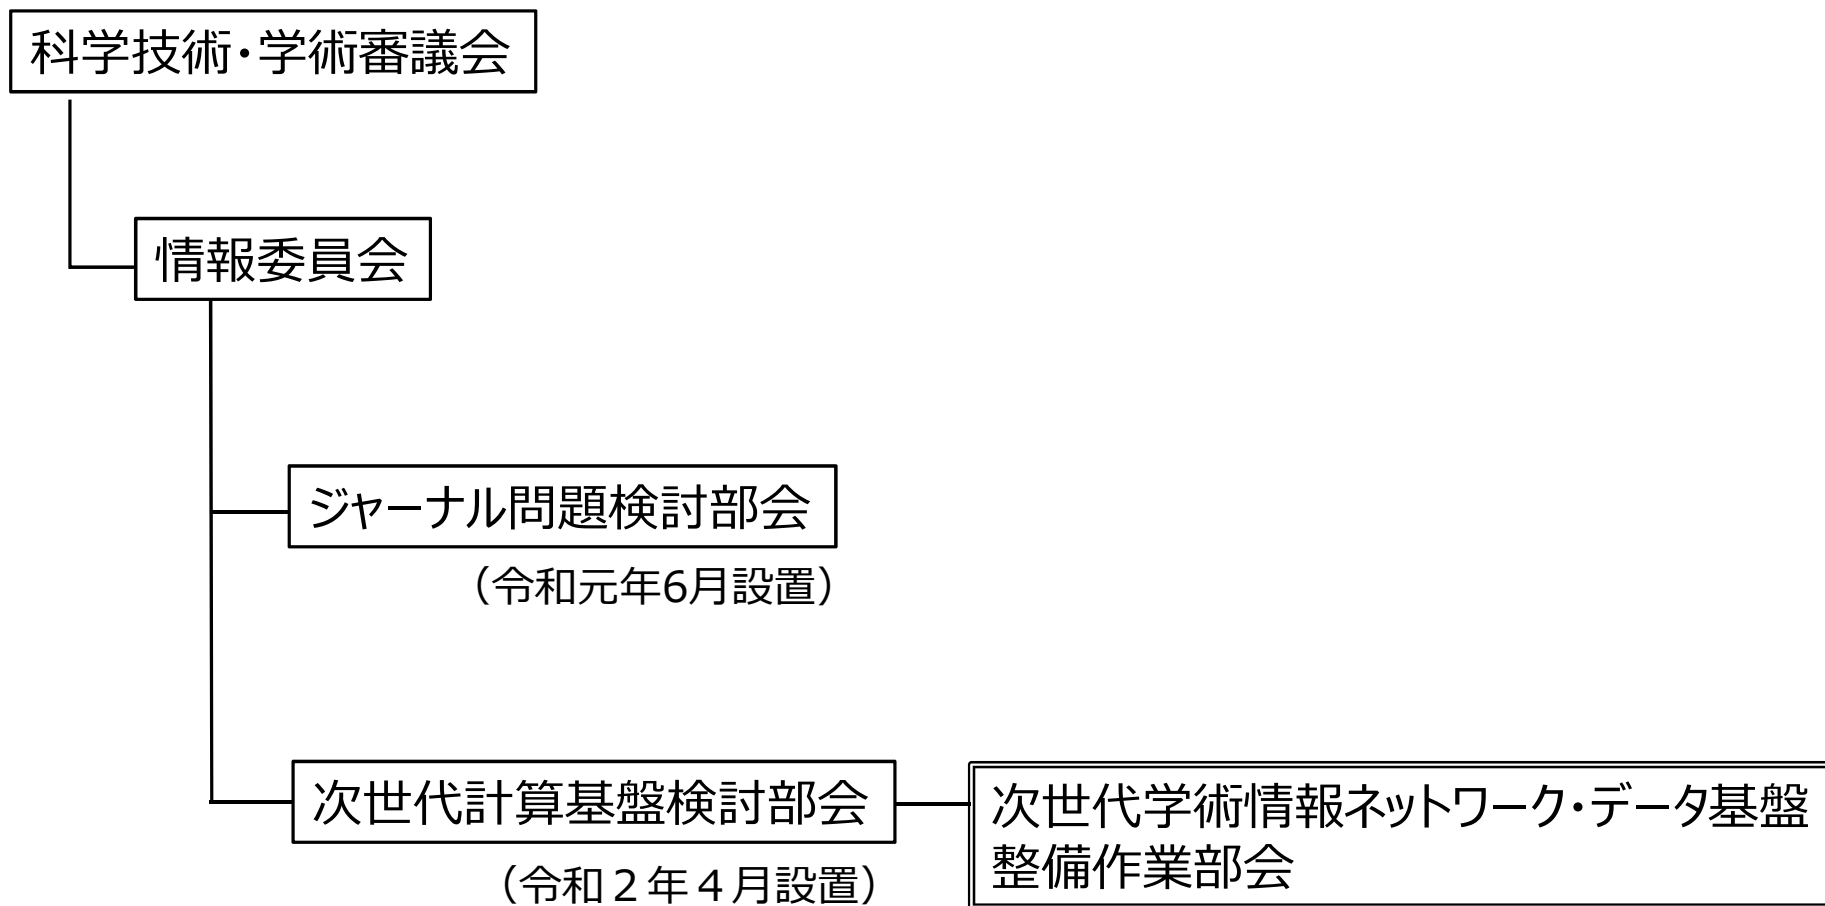 科学技術・学術審議会
情報委員会
ジャーナル問題検討部会
（令和元年6月設置）
次世代計算基盤検討部会
（令和２年４月設置）
次世代学術情報ネットワーク・データ基盤
整備作業部会